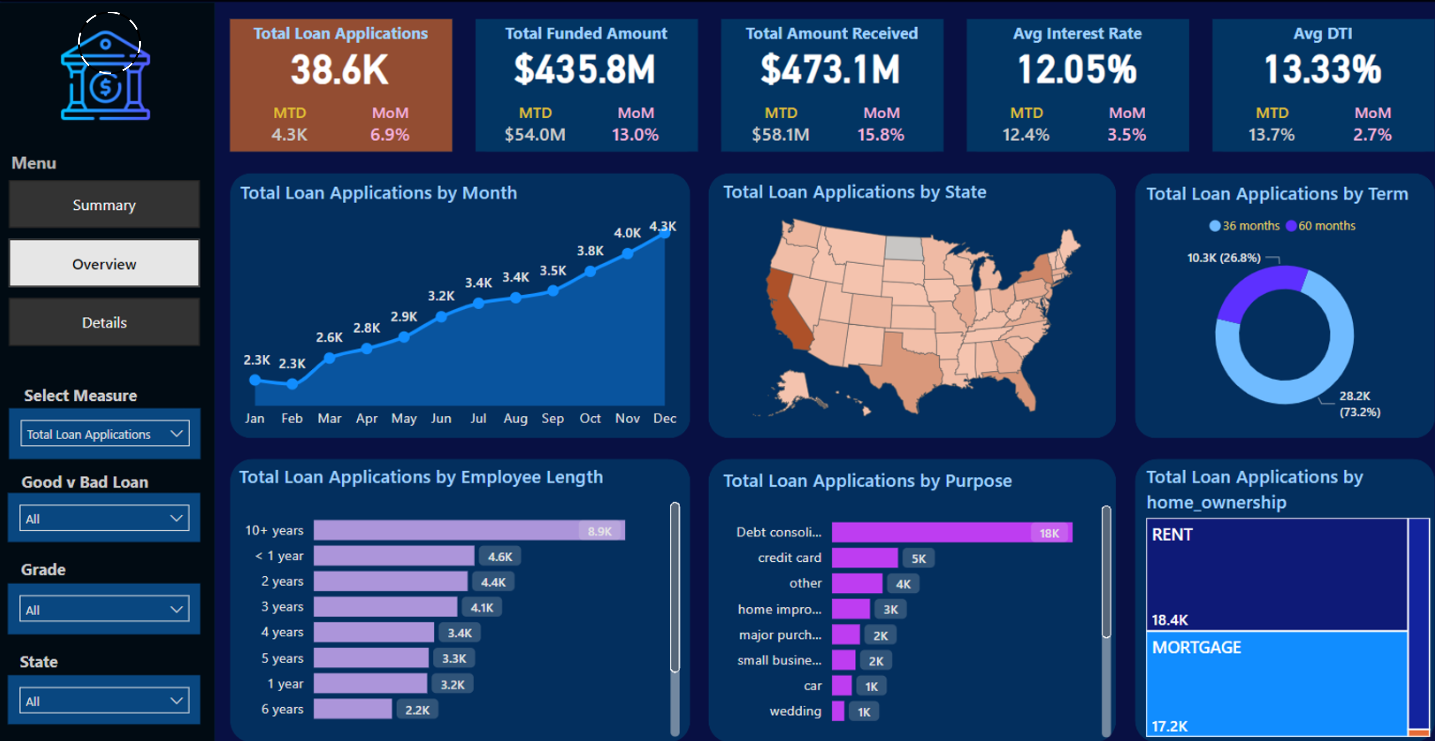 Total Loan Applications
38.6K
MTD MoM
4.3K 6.9%
Total Funded Amount
$435.8M
MTD MoM
$54.0M 13.0%
Total Amount Received
$473.1M
MTD MoM
$58.1M 15.8%
Avg Interest Rate
12.05%
MTD MoM
12.4% 3.5%
Avg DTI
13.33%
MTD MoM
13.7% 2.7%
$
Menu
Summary
Overview
Details
Select Measure
Total Loan Applications
Good v Bad Loan
All
Grade
All
State
All
Total Loan Applications by Month
2.3K 2.3K 2.6K 2.8K 2.9K 3.2K 3.4K 3.4K 3.5K 3.8K 4.0K 4.3K
Jan Feb Mar Apr May Jun Jul Aug Sep Oct Nov Dec
Total Loan Applications by State
Total Loan Applications by Term
36 months 60 months
10.3K (26.8%)
28.2K
(73.2%)
Total Loan Applications by Employee Length
10+ years 8.9K
< 1 year 4.6K
2 years 4.4K
3 years 4.1K
4 years 3.4K
5 years 3.3K
1 year 3.2K
6 years 2.2K
Total Loan Applications by Purpose
Debt consoli... 18K
credit card 5K
other 4K
home impro... 3K
major purch... 2K
small busine... 2K
car 1K
wedding 1K
Total Loan Applications by
home_ownership
RENT
18.4K
MORTGAGE
17.2K